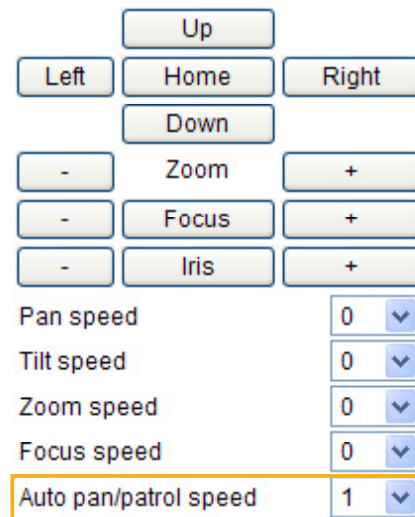 Up
Left Home Right
Down
- Zoom +
- Focus +
- Iris +
Pan speed 0
Tilt speed 0
Zoom speed 0
Focus speed 0
Auto pan/patrol speed 1